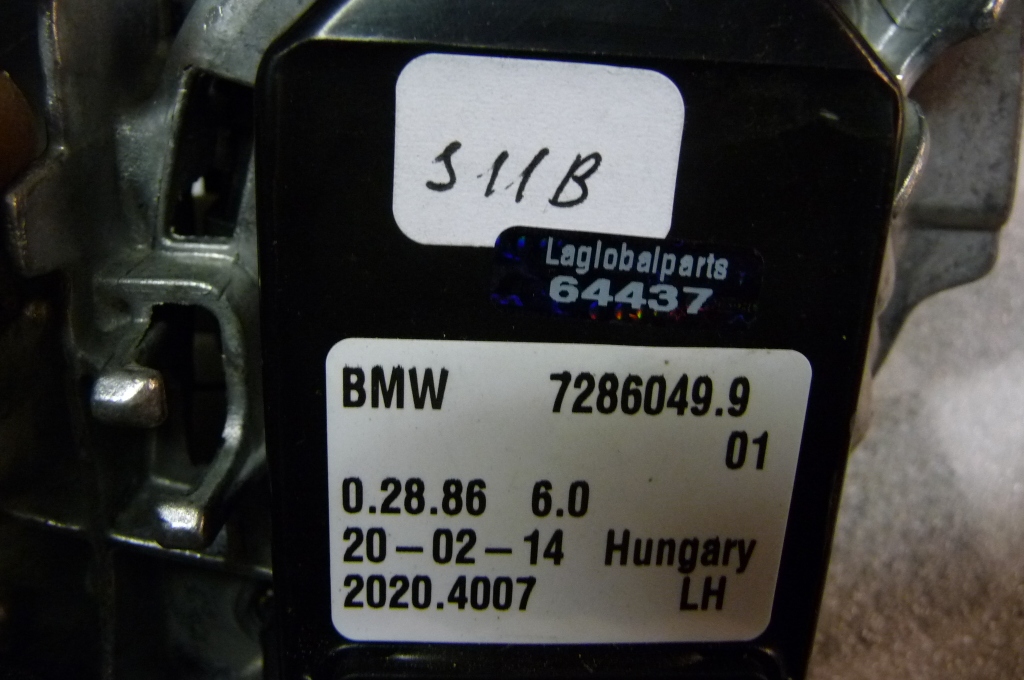 S11B
Laglobalparts
64437
BMW 7286049.9
01
0.28.86 6.0
20-02-14 Hungary
2020.4007 LH